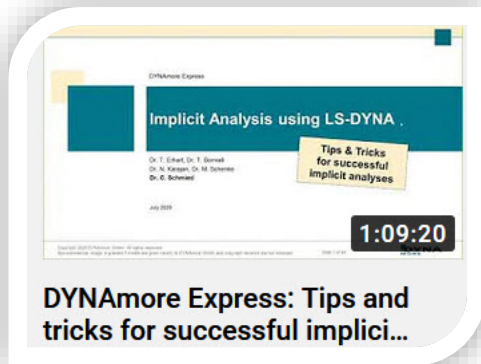 DYNAmore Express
Implicit Analysis using LS-DYNA
Tips & Tricks
for successful
implicit analyses
Dr. T. Erhart, Dr. T. Borrvall
Dr. N. Karajan, Dr. M. Schenke
Dr. C. Schmied
July 2020
1:09:20
DYNAmore Express: Tips and
tricks for successful implici...